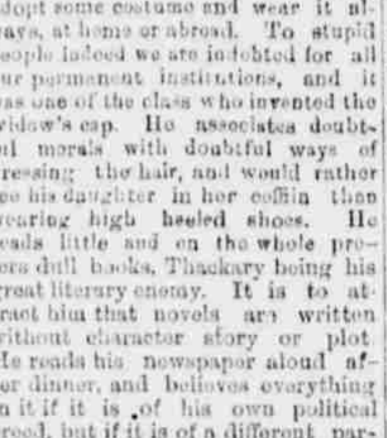 dopt some costume and wear it al-
ays, at home or abroad. To stupid
eople indeed we are indebted for all
ur permanent institutions, and it
as one of the class who invented the
widow's cap. He associates doubt-
ul morals with doubtful ways of
ressing the hair, and would rather
ee his daughter in her coffin than
wearing high heeled shoes. He
eads little and on the whole pre-
ers dull books, Thackary being his
great literary enemy. It is to at-
ract him that novels are written
without character story or plot.
He reads his newspaper aloud af-
er dinner, and believes everything
n it if it is of his own political
reed, but if it is of a different par-